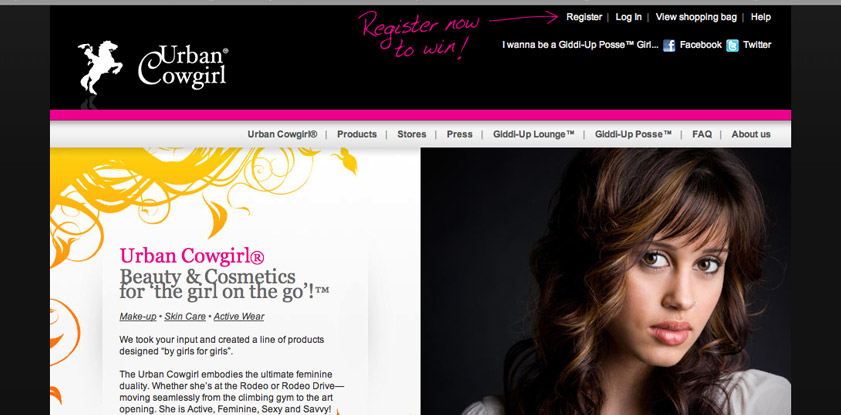 Register now
to win!
Register | Log In | View shopping bag | Help
I wanna be a Giddi-Up Posse™ Girl... Facebook Twitter
Urban®
Cowgirl
Urban Cowgirl® | Products | Stores | Press | Giddi-Up Lounge™ | Giddi-Up Posse™ | FAQ | About us
Urban Cowgirl®
Beauty & Cosmetics
for ‘the girl on the go’!™
Make-up • Skin Care • Active Wear
We took your input and created a line of products
designed “by girls for girls”.
The Urban Cowgirl embodies the ultimate feminine
duality. Whether she’s at the Rodeo or Rodeo Drive—
moving seamlessly from the climbing gym to the art
opening. She is Active, Feminine, Sexy and Savvy!